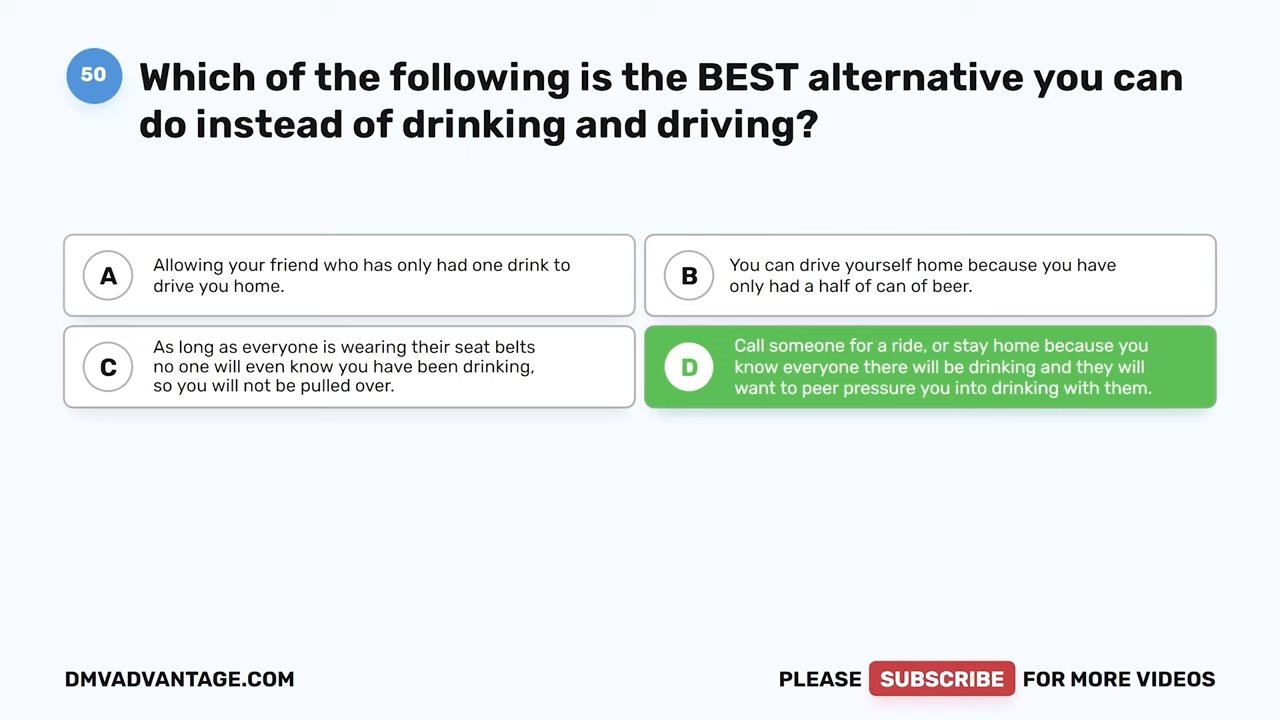 50
Which of the following is the BEST alternative you can
do instead of drinking and driving?
A
Allowing your friend who has only had one drink to
drive you home.
B
You can drive yourself home because you have
only had a half of can of beer.
C
As long as everyone is wearing their seat belts
no one will even know you have been drinking,
so you will not be pulled over.
D
Call someone for a ride, or stay home because you
know everyone there will be drinking and they will
want to peer pressure you into drinking with them.
DMVADVANTAGE.COM
PLEASE SUBSCRIBE FOR MORE VIDEOS